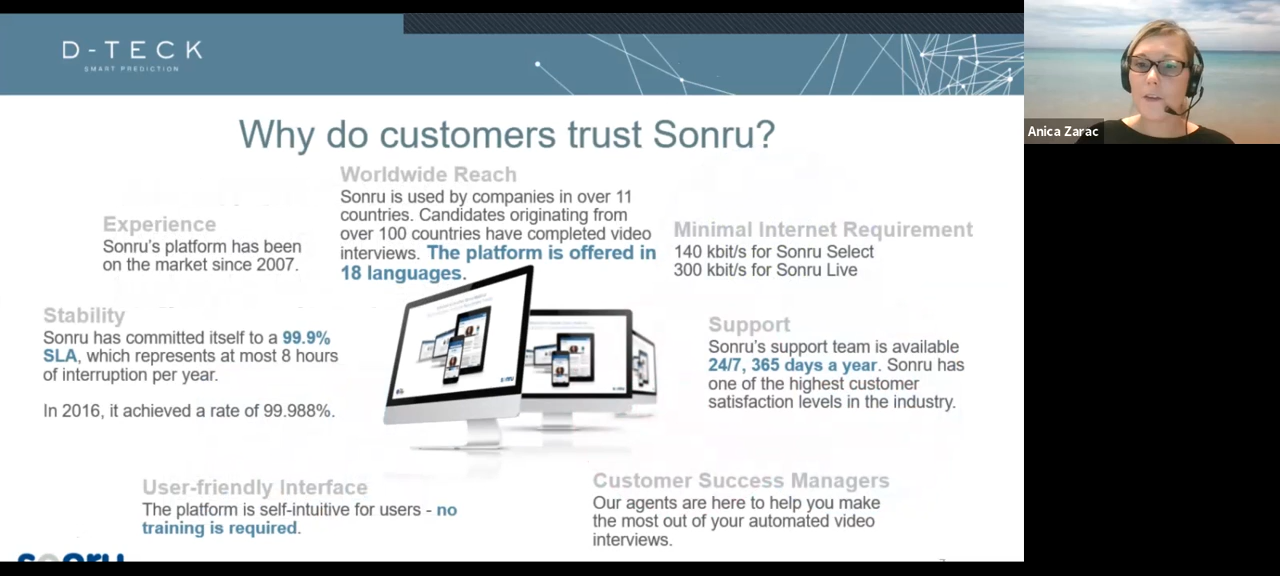 D-TECK
SMART PREDICTION
Anica Zarac
Why do customers trust Sonru?
Worldwide Reach
Sonru is used by companies in over 11
countries. Candidates originating from
over 100 countries have completed video
interviews. The platform is offered in
18 languages.
Experience
Sonru's platform has been
on the market since 2007.
Minimal Internet Requirement
140 kbit/s for Sonru Select
300 kbit/s for Sonru Live
Stability
Sonru has committed itself to a 99.9%
SLA, which represents at most 8 hours
of interruption per year.
In 2016, it achieved a rate of 99.988%.
Support
Sonru's support team is available
24/7, 365 days a year. Sonru has
one of the highest customer
satisfaction levels in the industry.
User-friendly Interface
The platform is self-intuitive for users - no
training is required.
Customer Success Managers
Our agents are here to help you make
the most out of your automated video
interviews.
sonru